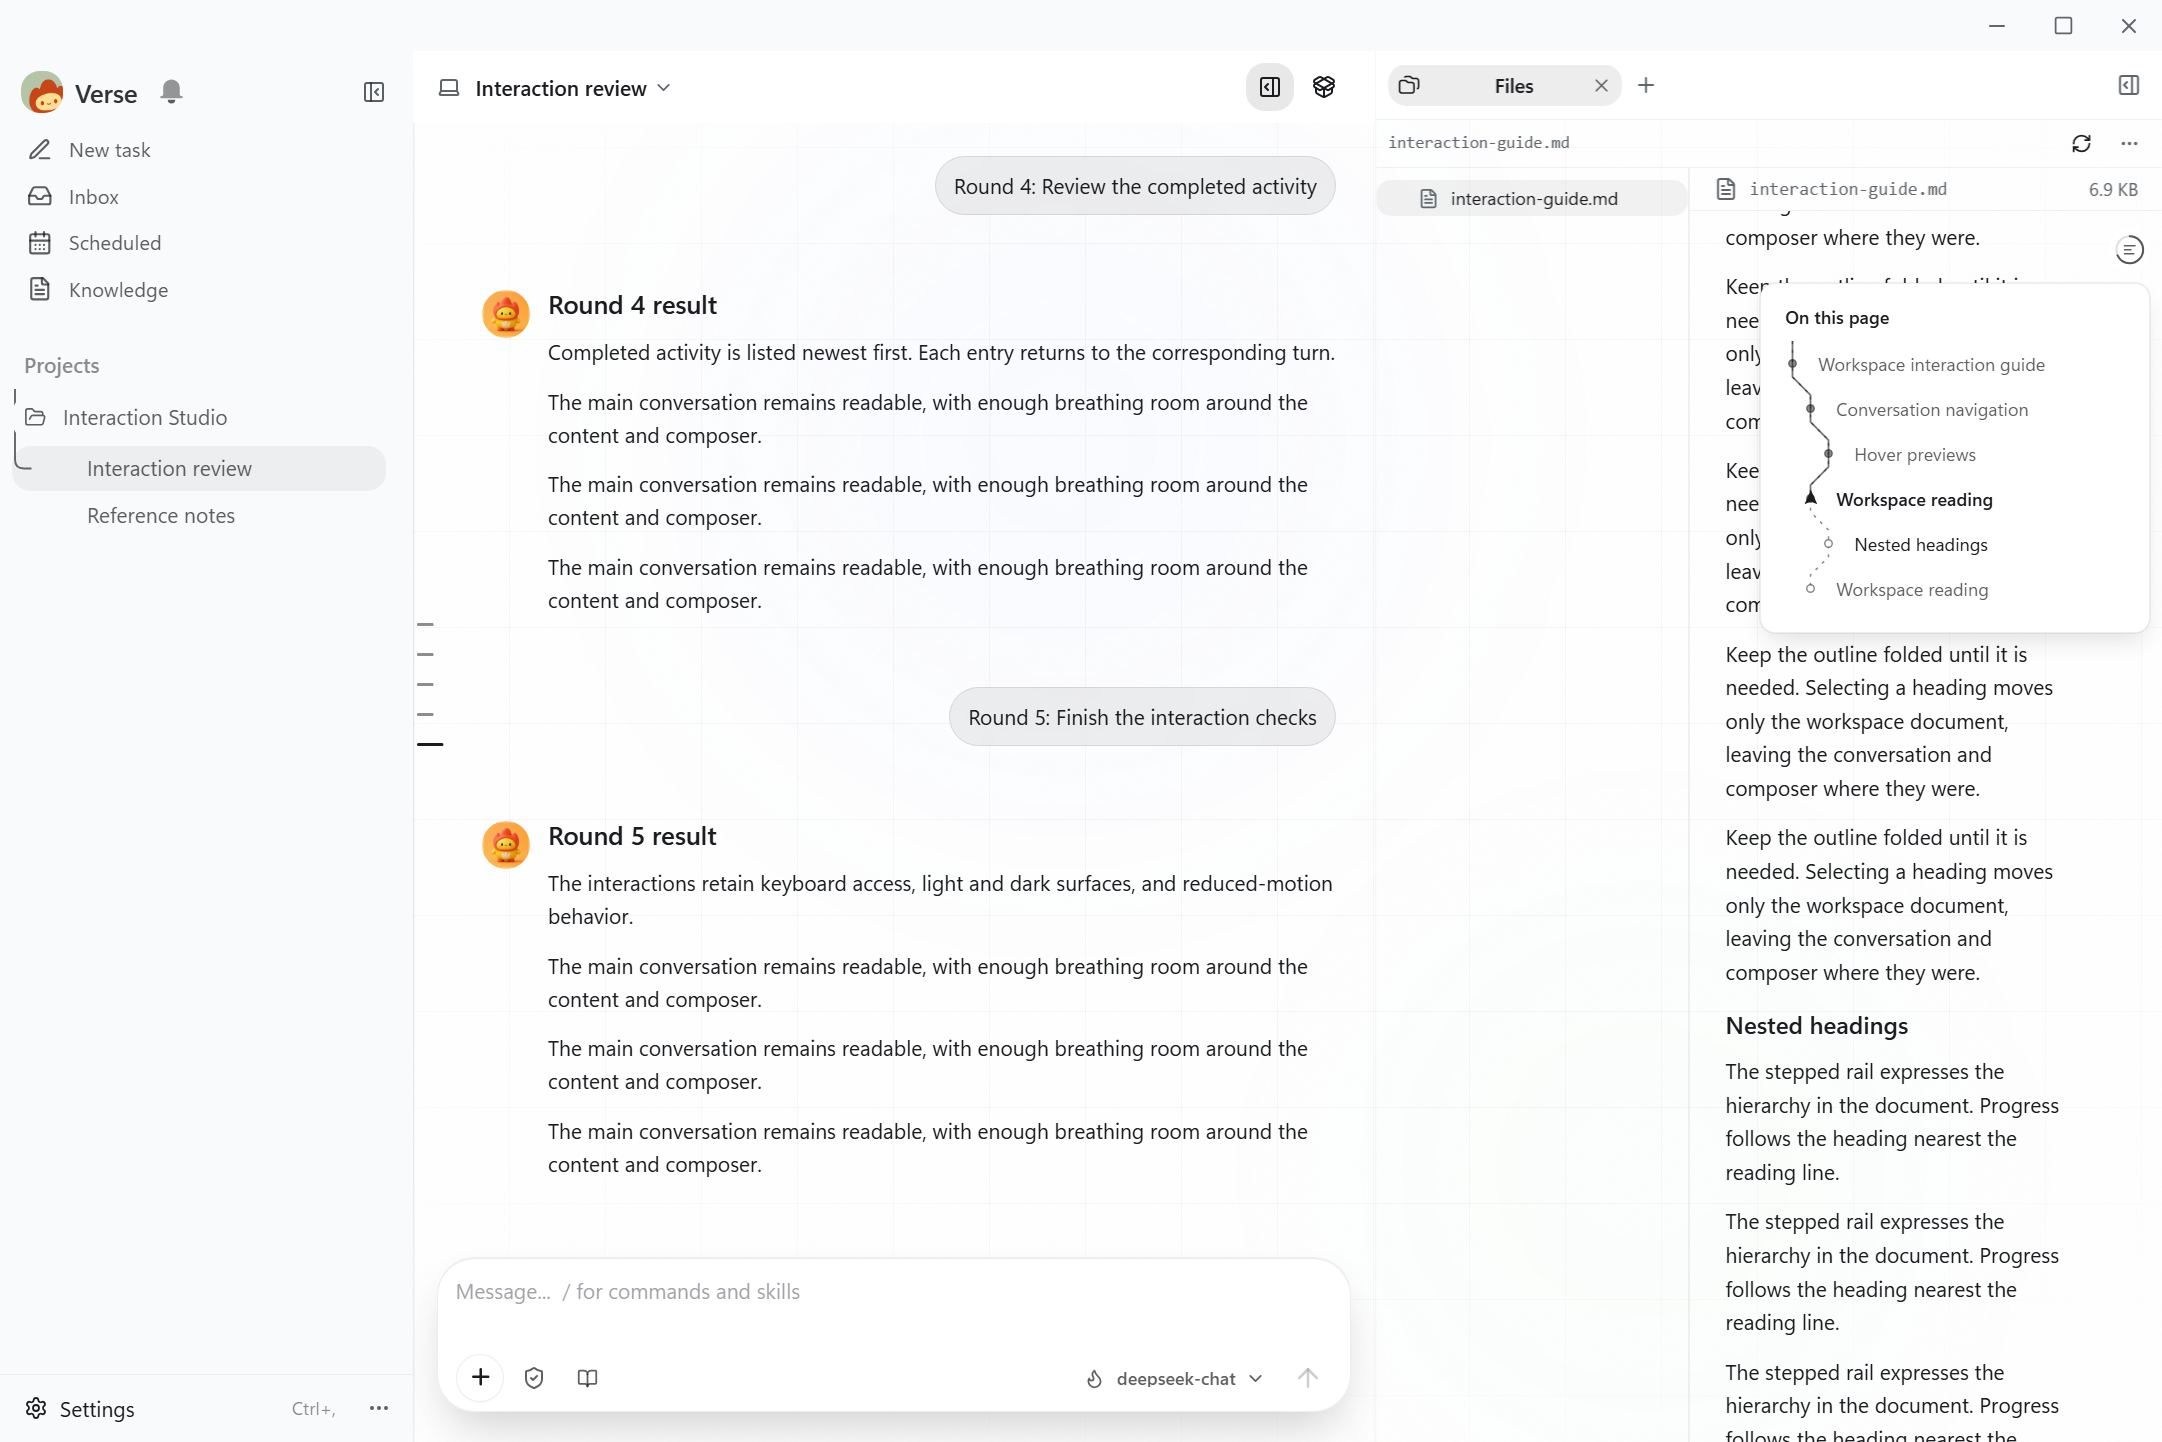 Verse
New task
Inbox
Scheduled
Knowledge
Projects
Interaction Studio
Interaction review
Reference notes
Settings
Ctrl+,
Interaction review
Round 4: Review the completed activity
Round 4 result
Completed activity is listed newest first. Each entry returns to the corresponding turn.
The main conversation remains readable, with enough breathing room around the
content and composer.
The main conversation remains readable, with enough breathing room around the
content and composer.
The main conversation remains readable, with enough breathing room around the
content and composer.
Round 5: Finish the interaction checks
Round 5 result
The interactions retain keyboard access, light and dark surfaces, and reduced-motion
behavior.
The main conversation remains readable, with enough breathing room around the
content and composer.
The main conversation remains readable, with enough breathing room around the
content and composer.
The main conversation remains readable, with enough breathing room around the
content and composer.
Message... / for commands and skills
deepseek-chat
Files
interaction-guide.md
interaction-guide.md
interaction-guide.md
6.9 KB
composer where they were.
On this page
Workspace interaction guide
Conversation navigation
Hover previews
Workspace reading
Nested headings
Workspace reading
Keep the outline folded until it is
needed. Selecting a heading moves
only the workspace document,
leaving the conversation and
composer where they were.
Keep the outline folded until it is
needed. Selecting a heading moves
only the workspace document,
leaving the conversation and
composer where they were.
Nested headings
The stepped rail expresses the
hierarchy in the document. Progress
follows the heading nearest the
reading line.
The stepped rail expresses the
hierarchy in the document. Progress
follows the heading nearest the
reading line.
The stepped rail expresses the
hierarchy in the document. Progress
follows the heading nearest the